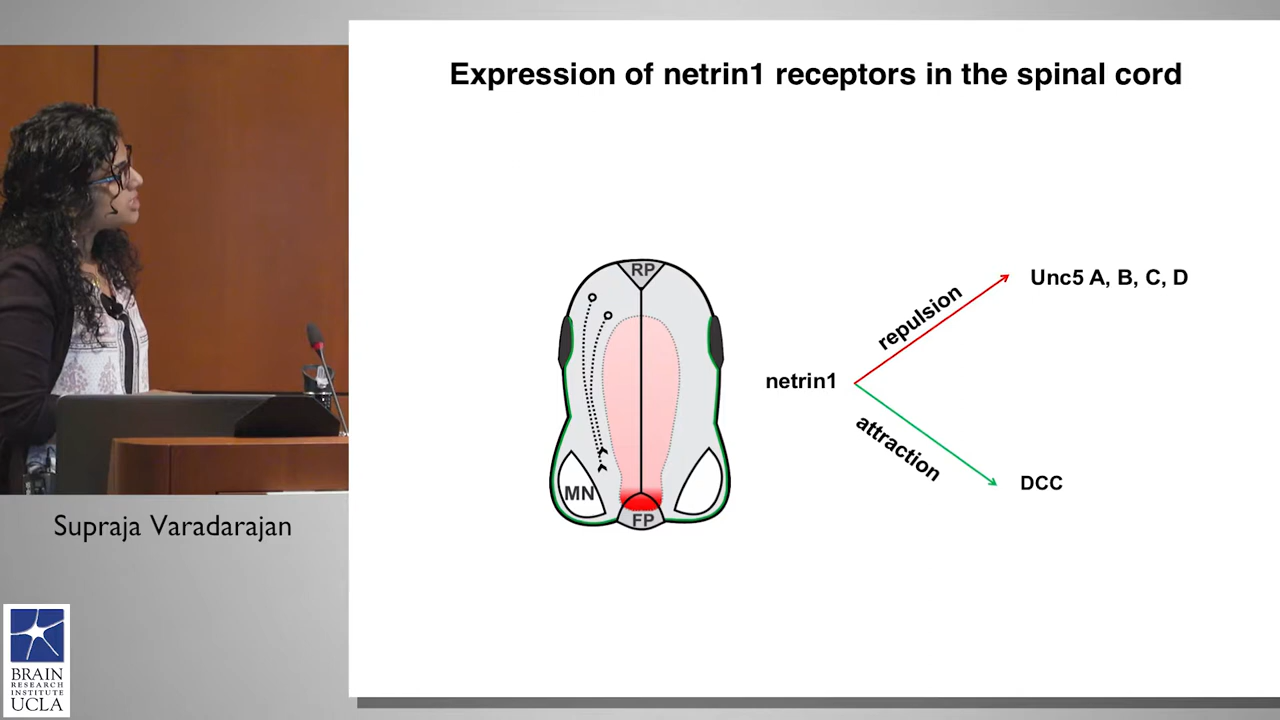 Expression of netrin1 receptors in the spinal cord
RP
MN
FP
netrin1
repulsion
Unc5 A, B, C, D
attraction
DCC
Supraja Varadarajan
BRAIN
RESEARCH
INSTITUTE
UCLA